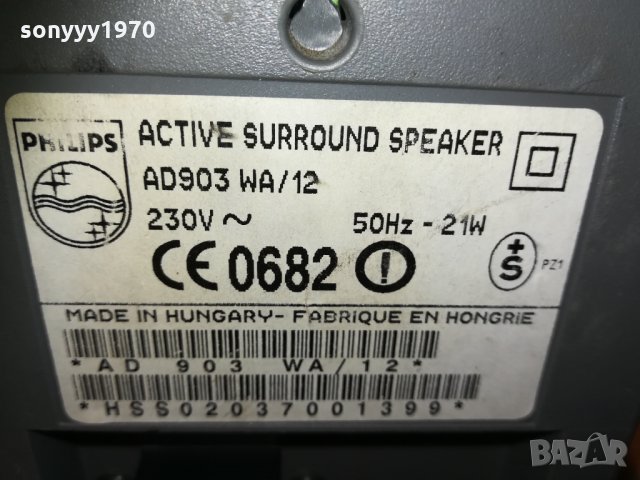 sonyyy1970
PHILIPS
ACTIVE SURROUND SPEAKER
AD903 WA/12
230V ~ 50Hz - 21W
CE 0682 !
+S PZ1
MADE IN HUNGARY- FABRIQUE EN HONGRIE
*AD 903 WA/12*
*HSS02037001399*
BAZAR